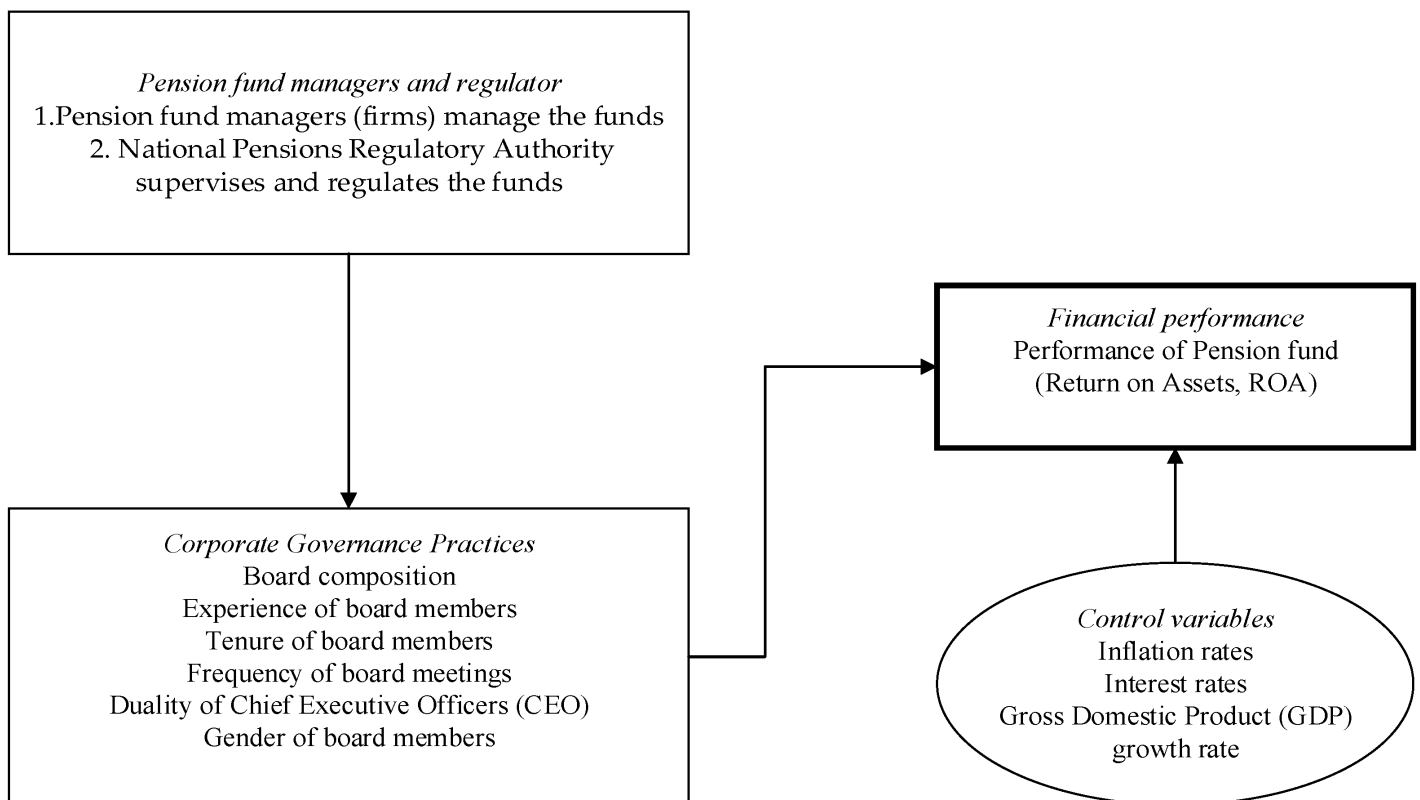 Pension fund managers and regulator
1.Pension fund managers (firms) manage the funds
2. National Pensions Regulatory Authority
supervises and regulates the funds
Financial performance
Performance of Pension fund
(Return on Assets, ROA)
Corporate Governance Practices
Board composition
Experience of board members
Tenure of board members
Frequency of board meetings
Duality of Chief Executive Officers (CEO)
Gender of board members
Control variables
Inflation rates
Interest rates
Gross Domestic Product (GDP)
growth rate